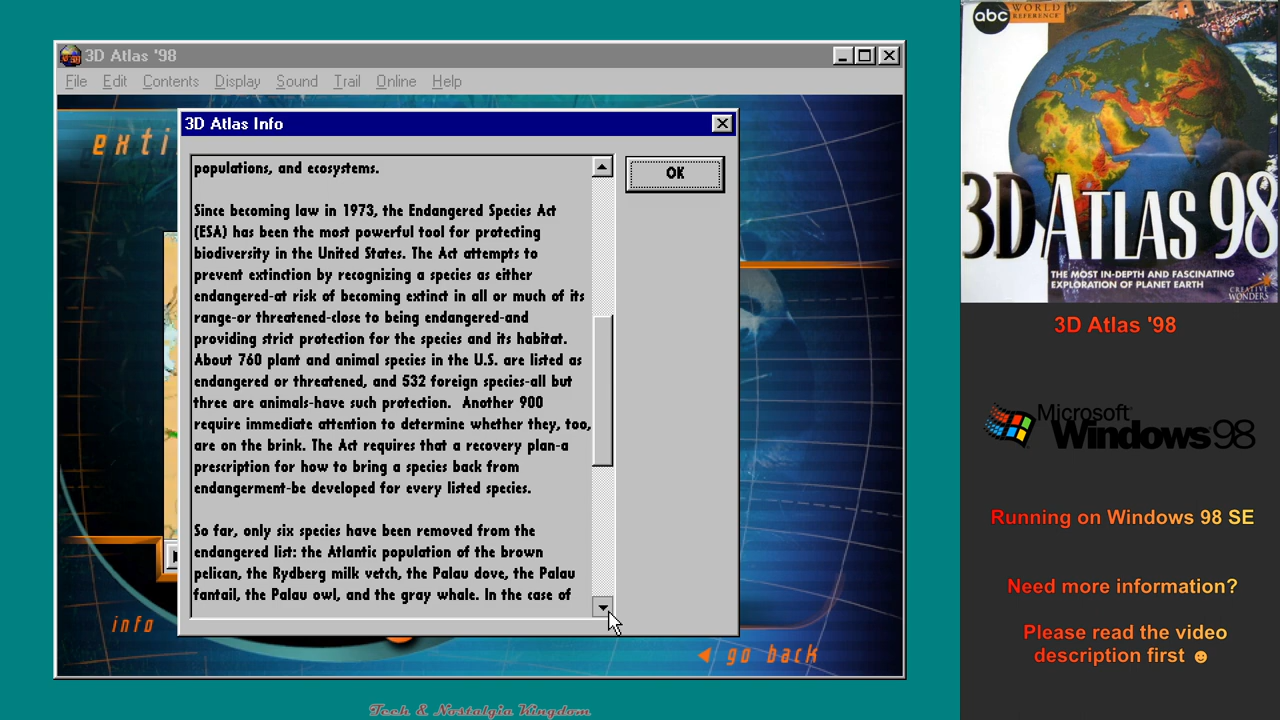 3D Atlas '98
File Edit Contents Display Sound Trail Online Help
exti
3D Atlas Info
populations, and ecosystems.
Since becoming law in 1973, the Endangered Species Act
(ESA) has been the most powerful tool for protecting
biodiversity in the United States. The Act attempts to
prevent extinction by recognizing a species as either
endangered-at risk of becoming extinct in all or much of its
range-or threatened-close to being endangered-and
providing strict protection for the species and its habitat.
About 760 plant and animal species in the U.S. are listed as
endangered or threatened, and 532 foreign species-all but
three are animals-have such protection.  Another 900
require immediate attention to determine whether they, too,
are on the brink. The Act requires that a recovery plan-a
prescription for how to bring a species back from
endangerment-be developed for every listed species.
So far, only six species have been removed from the
endangered list: the Atlantic population of the brown
pelican, the Rydberg milk vetch, the Palau dove, the Palau
fantail, the Palau owl, and the gray whale. In the case of
OK
info
go back
Tech & Nostalgia Kingdom
abc WORLD
REFERENCE
3D ATLAS 98
THE MOST IN-DEPTH AND FASCINATING
EXPLORATION OF PLANET EARTH
CREATIVE
WONDERS
3D Atlas '98
Microsoft
Windows 98
Running on Windows 98 SE
Need more information?
Please read the video
description first ☻